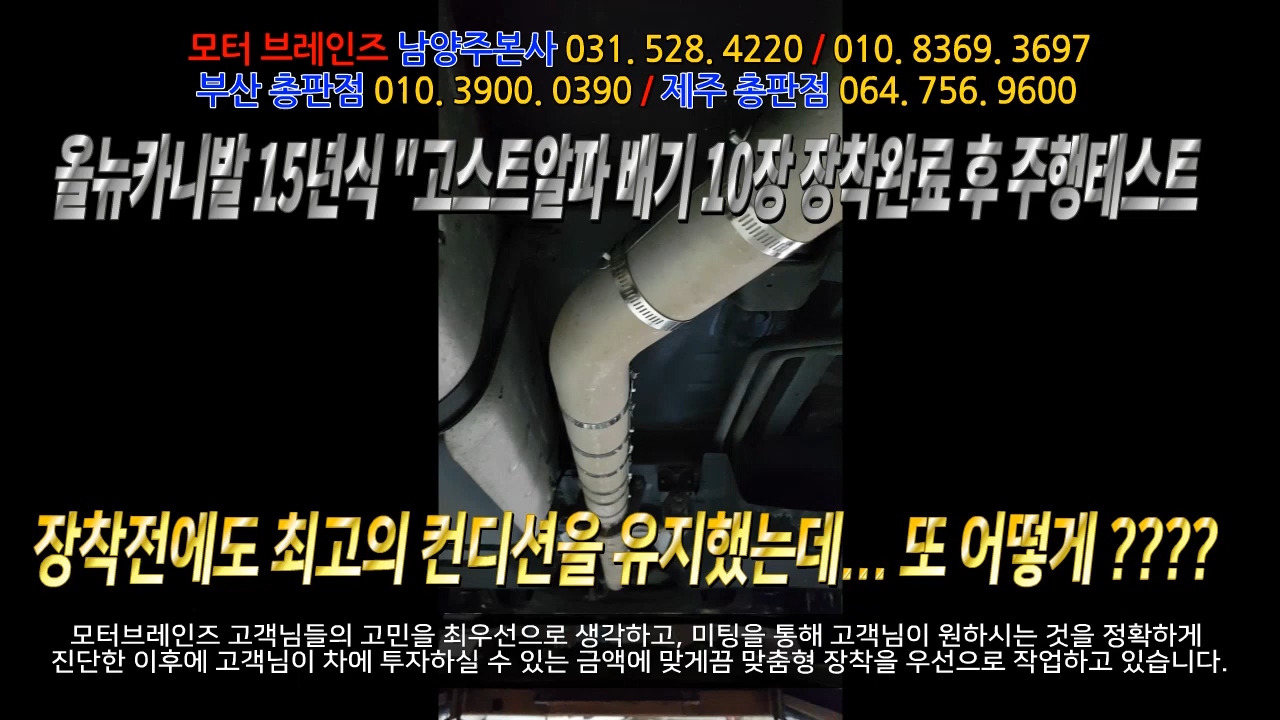 모터 브레인즈 남양주본사 031. 528. 4220 / 010. 8369. 3697
부산 총판점 010. 3900. 0390 / 제주 총판점 064. 756. 9600
올뉴카니발 15년식 "고스트알파 배기 10장 장착완료 후 주행테스트
장착전에도 최고의 컨디션을 유지했는데... 또 어떻게 ????
모터브레인즈 고객님들의 고민을 최우선으로 생각하고, 미팅을 통해 고객님이 원하시는 것을 정확하게
진단한 이후에 고객님이 차에 투자하실 수 있는 금액에 맞게끔 맞춤형 장착을 우선으로 작업하고 있습니다.